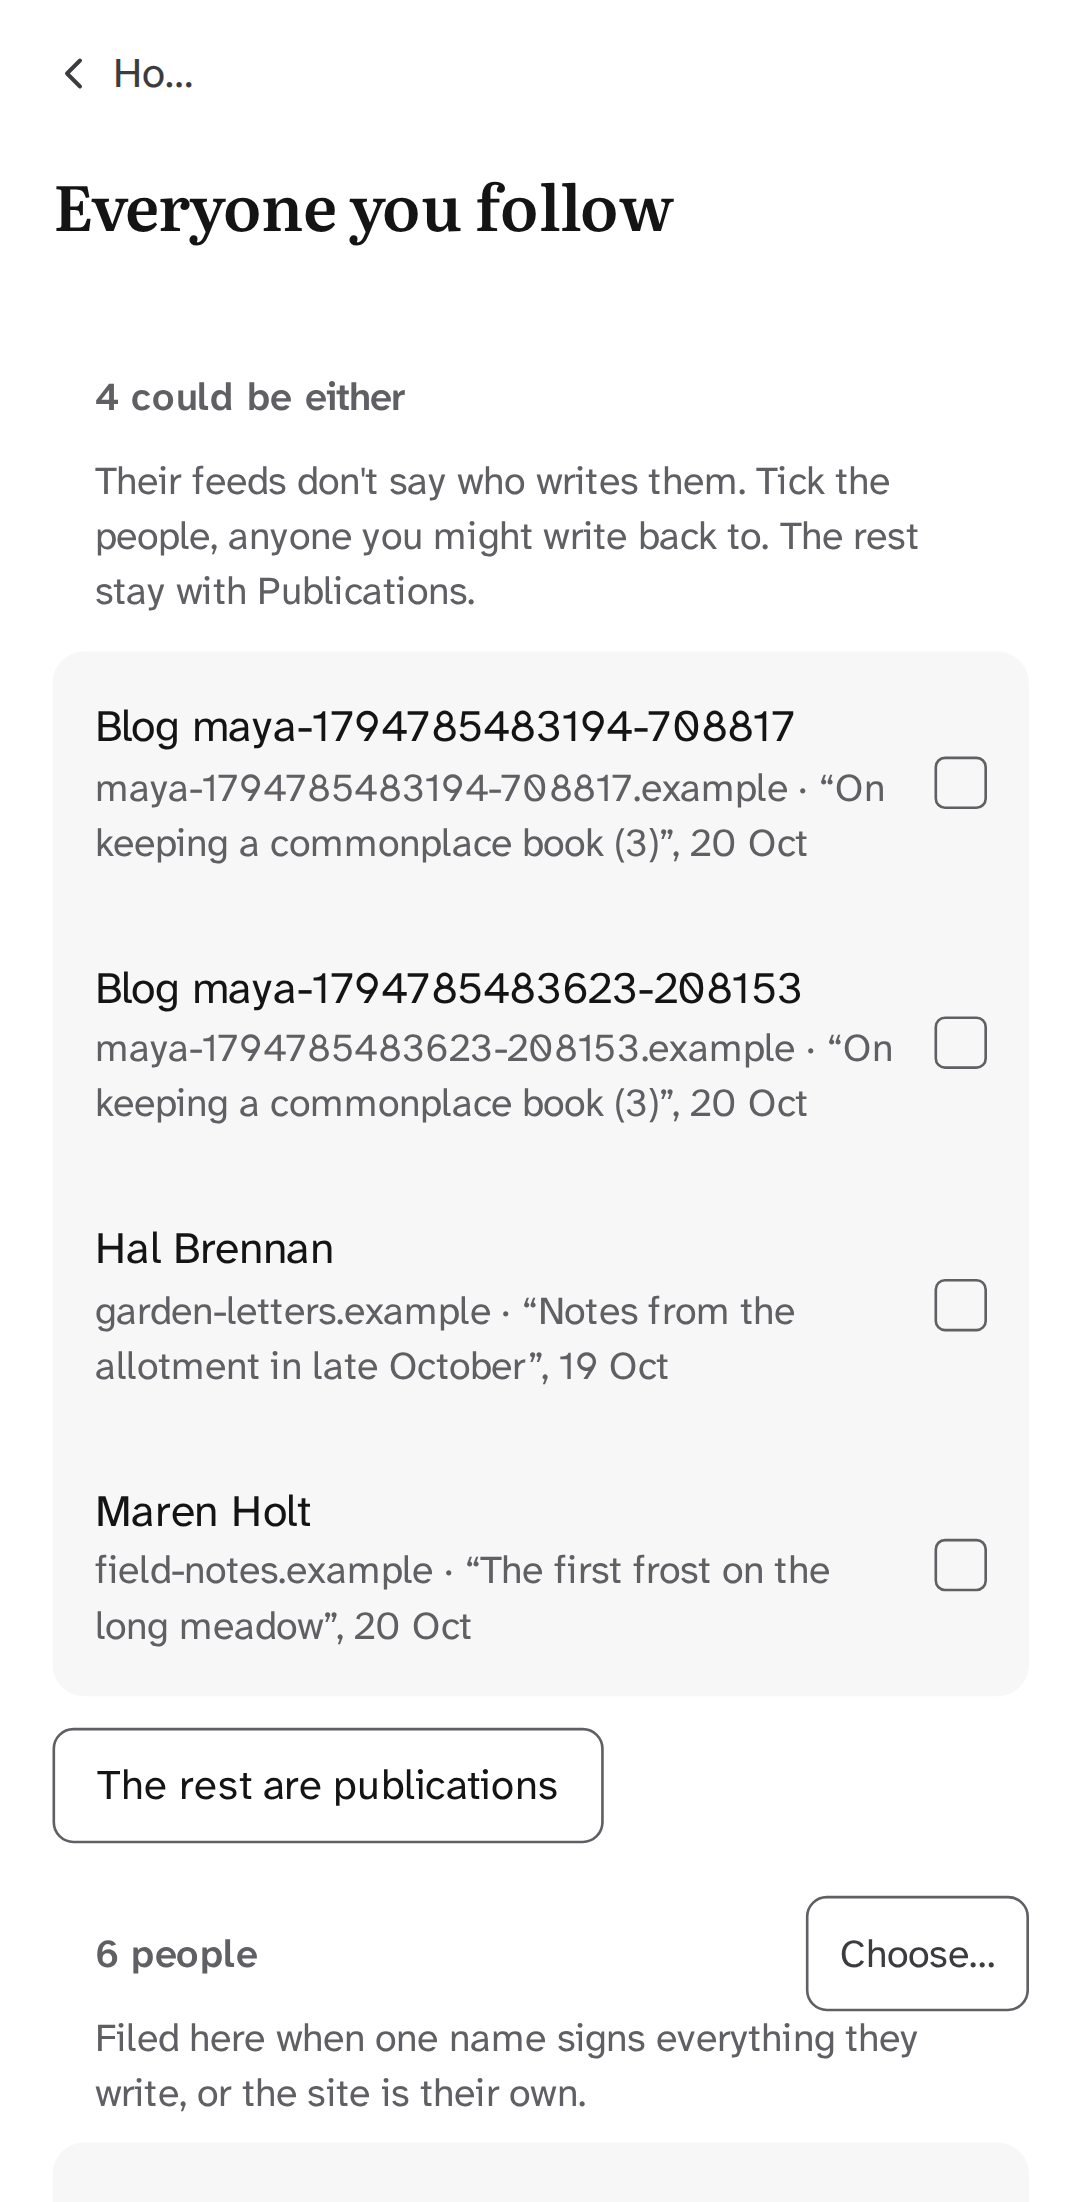 Ho...
Everyone you follow
4 could be either
Their feeds don't say who writes them. Tick the
people, anyone you might write back to. The rest
stay with Publications.
Blog maya-1794785483194-708817
maya-1794785483194-708817.example · “On
keeping a commonplace book (3)”, 20 Oct
Blog maya-1794785483623-208153
maya-1794785483623-208153.example · “On
keeping a commonplace book (3)”, 20 Oct
Hal Brennan
garden-letters.example · “Notes from the
allotment in late October”, 19 Oct
Maren Holt
field-notes.example · “The first frost on the
long meadow”, 20 Oct
The rest are publications
6 people
Choose...
Filed here when one name signs everything they
write, or the site is their own.